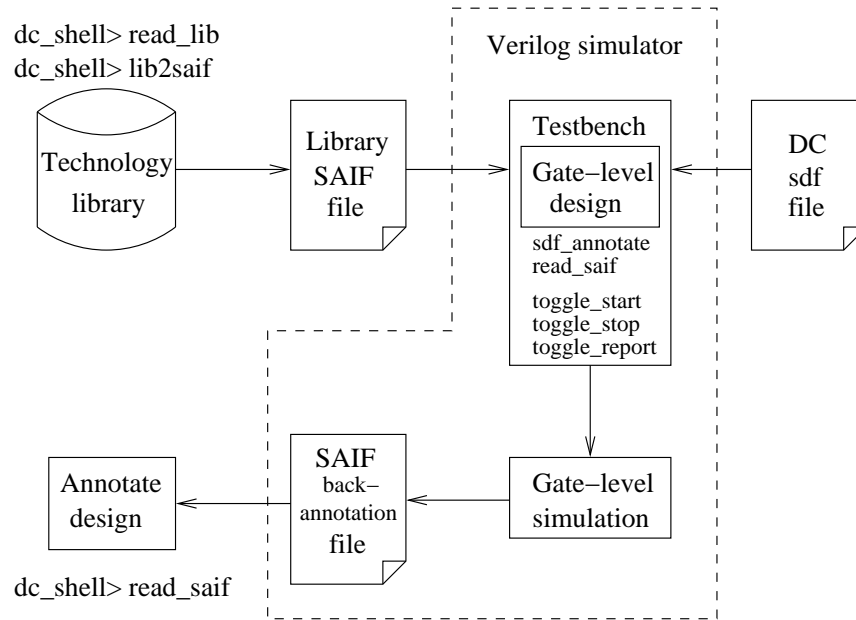 dc_shell> read_lib
dc_shell> lib2saif
Technology
library
Library
SAIF
file
Verilog simulator
Testbench
Gate−level
design
sdf_annotate
read_saif
toggle_start
toggle_stop
toggle_report
DC
sdf
file
Annotate
design
SAIF
back−
annotation
file
Gate−level
simulation
dc_shell> read_saif